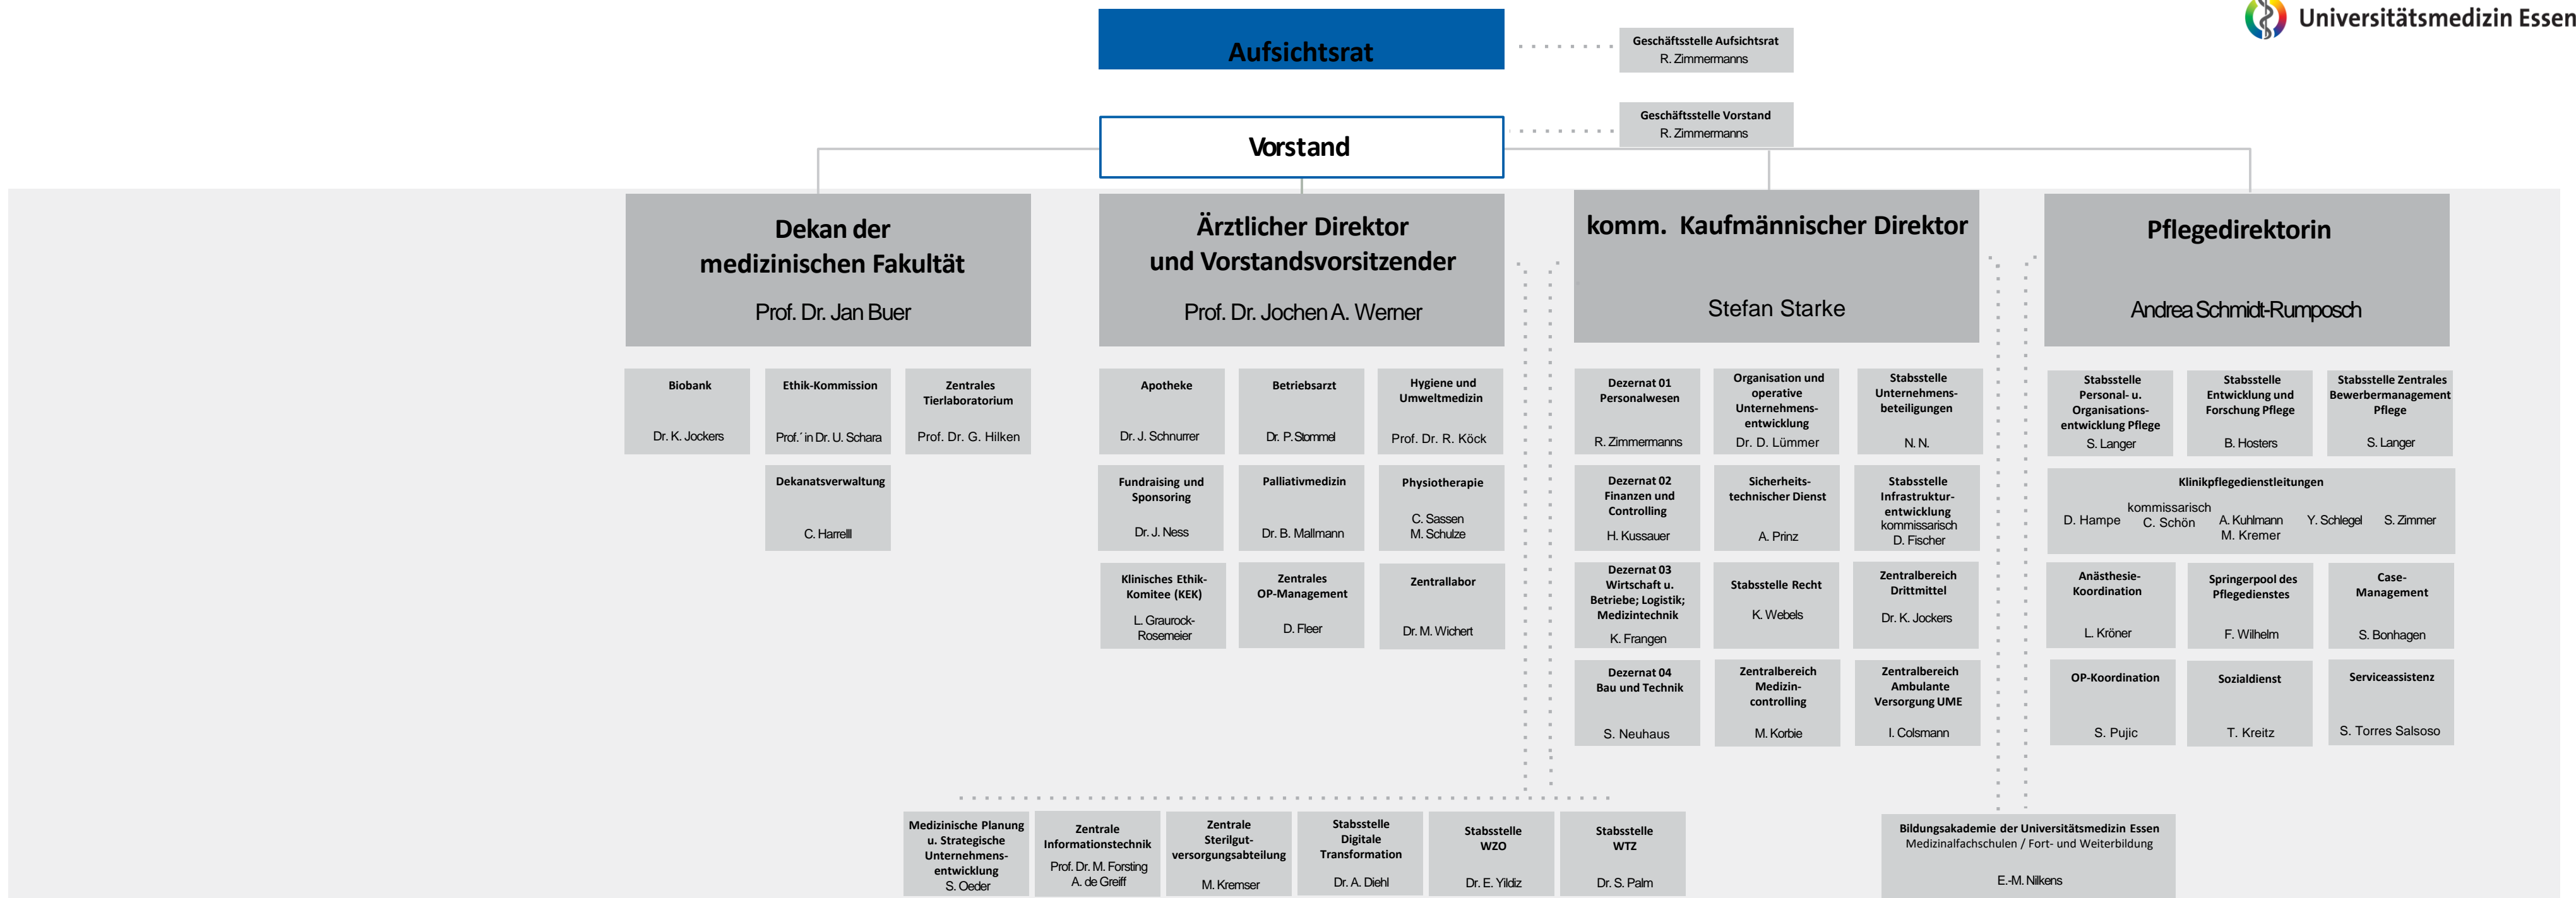 Universitätsmedizin Essen
Aufsichtsrat
Geschäftsstelle Aufsichtsrat
R. Zimmermanns
Geschäftsstelle Vorstand
R. Zimmermanns
Vorstand
Dekan der
medizinischen Fakultät
Prof. Dr. Jan Buer
Biobank
Dr. K. Jockers
Ethik-Kommission
Prof.´ in Dr. U. Schara
Zentrales
Tierlaboratorium
Prof. Dr. G. Hilken
Dekanatsverwaltung
C. Harrelll
Ärztlicher Direktor
und Vorstandsvorsitzender
Prof. Dr. Jochen A. Werner
Apotheke
Dr. J. Schnurrer
Betriebsarzt
Dr. P. Stommel
Hygiene und
Umweltmedizin
Prof. Dr. R. Köck
Fundraising und
Sponsoring
Dr. J. Ness
Palliativmedizin
Dr. B. Mallmann
Physiotherapie
C. Sassen
M. Schulze
Klinisches Ethik-
Komitee (KEK)
L. Graurock-
Rosemeier
Zentrales
OP-Management
D. Fleer
Zentrallabor
Dr. M. Wichert
komm. Kaufmännischer Direktor
Stefan Starke
Dezernat 01
Personalwesen
R. Zimmermanns
Organisation und
operative
Unternehmens-
entwicklung
Dr. D. Lümmer
Stabsstelle
Unternehmens-
beteiligungen
N. N.
Dezernat 02
Finanzen und
Controlling
H. Kussauer
Sicherheits-
technischer Dienst
A. Prinz
Stabsstelle
Infrastruktur-
entwicklung
kommissarisch
D. Fischer
Dezernat 03
Wirtschaft u.
Betriebe; Logistik;
Medizintechnik
K. Frangen
Stabsstelle Recht
K. Webels
Zentralbereich
Drittmittel
Dr. K. Jockers
Dezernat 04
Bau und Technik
S. Neuhaus
Zentralbereich
Medizin-
controlling
M. Korbie
Zentralbereich
Ambulante
Versorgung UME
I. Colsmann
Pflegedirektorin
Andrea Schmidt-Rumposch
Stabsstelle
Personal- u.
Organisations-
entwicklung Pflege
S. Langer
Stabsstelle
Entwicklung und
Forschung Pflege
B. Hosters
Stabsstelle Zentrales
Bewerbermanagement
Pflege
S. Langer
Klinikpflegedienstleitungen
D. Hampe
kommissarisch
C. Schön
A. Kuhlmann
M. Kremer
Y. Schlegel
S. Zimmer
Anästhesie-
Koordination
L. Kröner
Springerpool des
Pflegedienstes
F. Wilhelm
Case-
Management
S. Bonhagen
OP-Koordination
S. Pujic
Sozialdienst
T. Kreitz
Serviceassistenz
S. Torres Salsoso
Medizinische Planung
u. Strategische
Unternehmens-
entwicklung
S. Oeder
Zentrale
Informationstechnik
Prof. Dr. M. Forsting
A. de Greiff
Zentrale
Sterilgut-
versorgungsabteilung
M. Kremser
Stabsstelle
Digitale
Transformation
Dr. A. Diehl
Stabsstelle
WZO
Dr. E. Yildiz
Stabsstelle
WTZ
Dr. S. Palm
Bildungsakademie der Universitätsmedizin Essen
Medizinalfachschulen / Fort- und Weiterbildung
E.-M. Nilkens